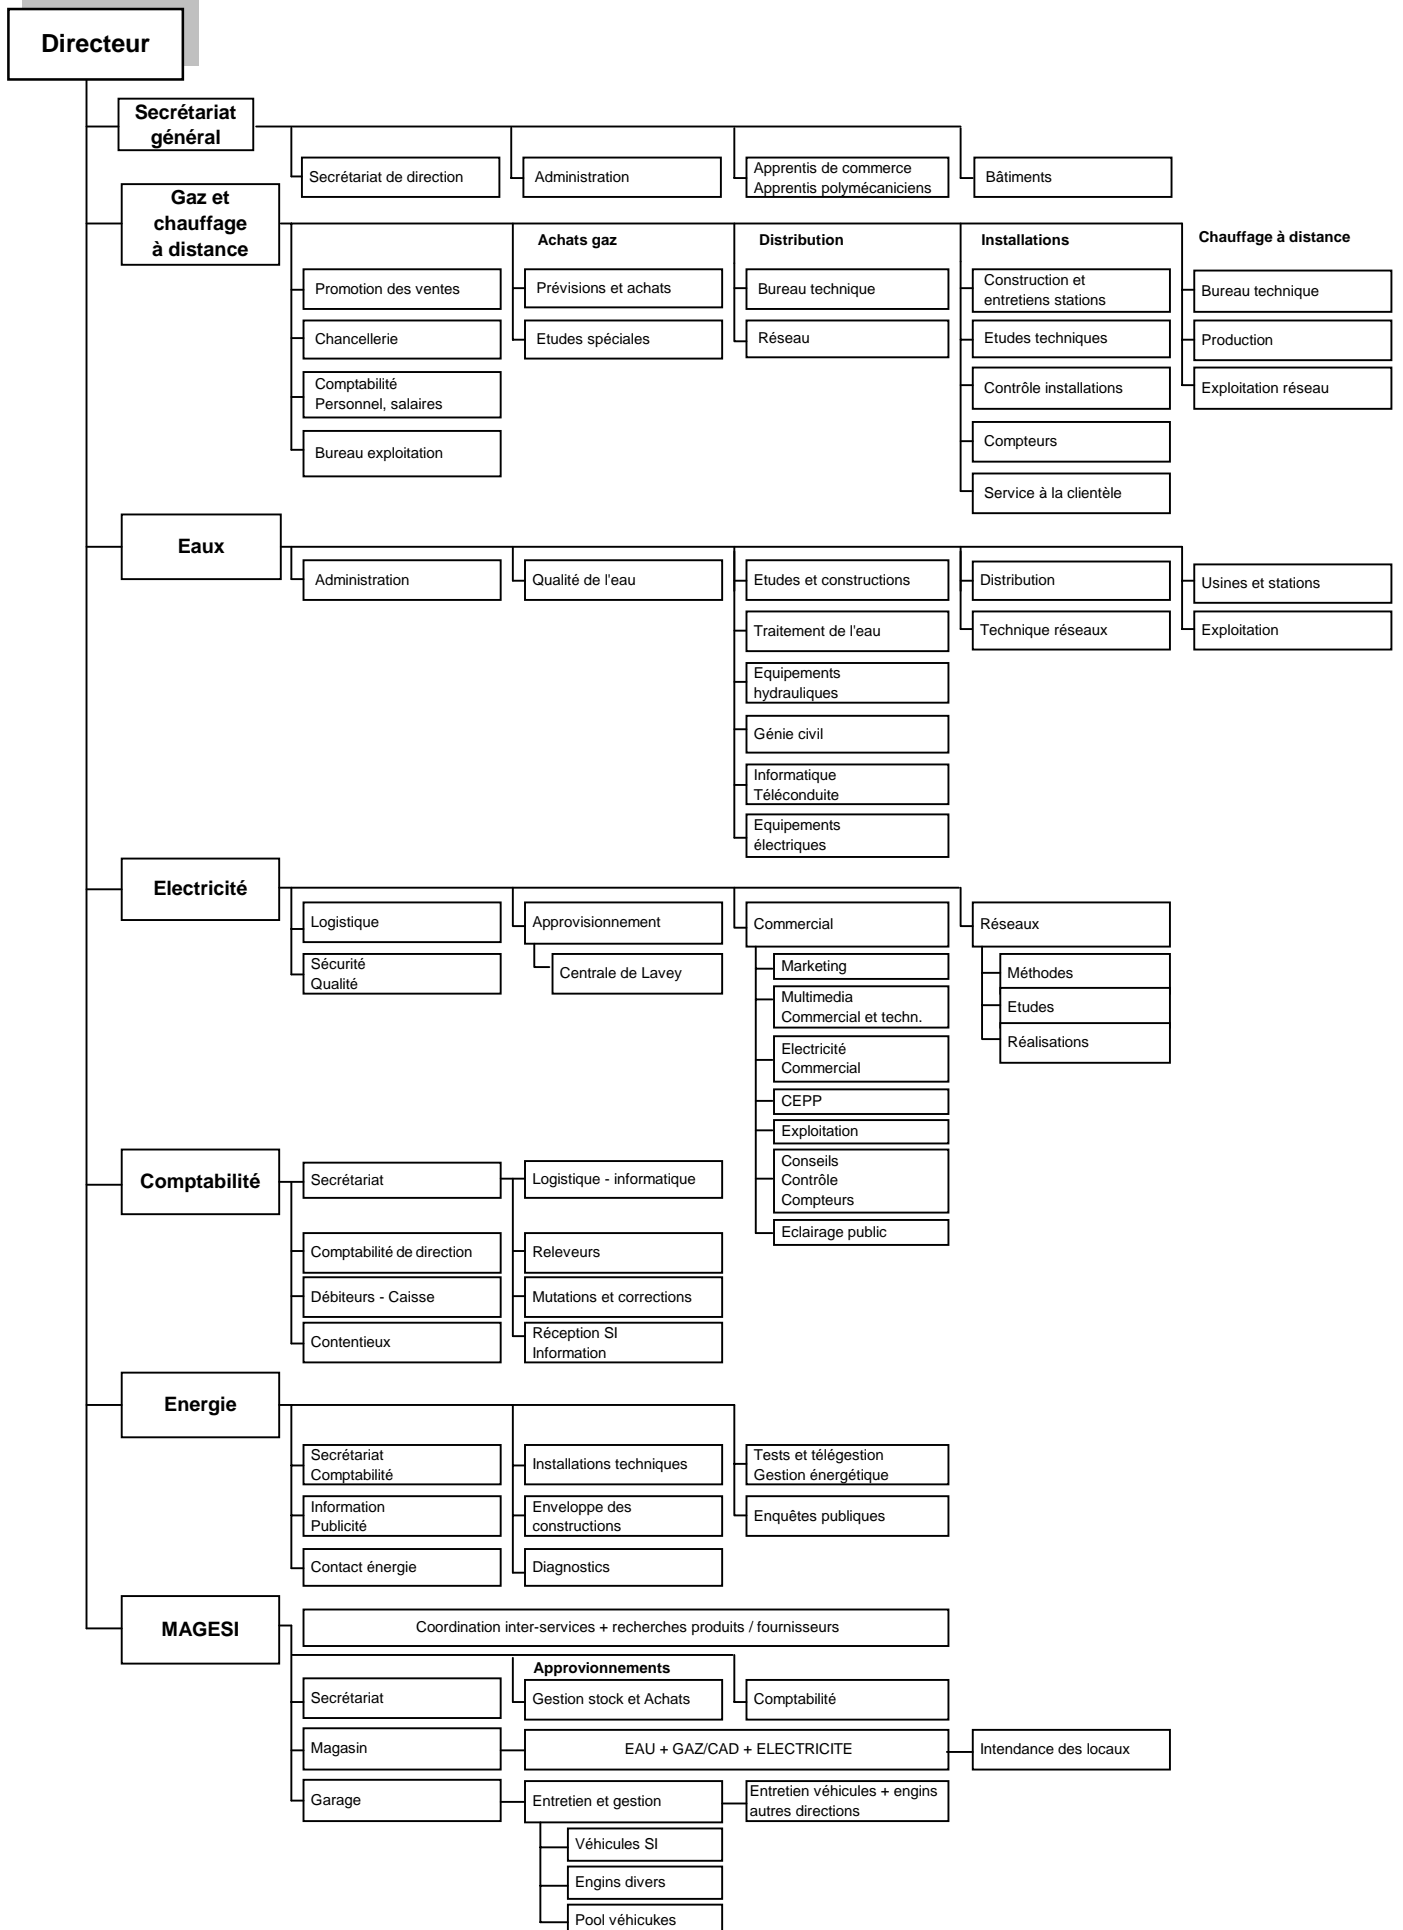 Directeur
Secrétariat
général
Secrétariat de direction
Administration
Apprentis de commerce
Apprentis polymécaniciens
Bâtiments
Gaz et
chauffage
à distance
Achats gaz
Distribution
Installations
Chauffage à distance
Promotion des ventes
Prévisions et achats
Bureau technique
Construction et
entretiens stations
Bureau technique
Chancellerie
Etudes spéciales
Réseau
Etudes techniques
Production
Comptabilité
Personnel, salaires
Contrôle installations
Exploitation réseau
Bureau exploitation
Compteurs
Service à la clientèle
Eaux
Administration
Qualité de l'eau
Etudes et constructions
Distribution
Usines et stations
Traitement de l'eau
Technique réseaux
Exploitation
Equipements
hydrauliques
Génie civil
Informatique
Téléconduite
Equipements
électriques
Electricité
Logistique
Approvisionnement
Commercial
Réseaux
Sécurité
Qualité
Centrale de Lavey
Marketing
Méthodes
Multimedia
Commercial et techn.
Etudes
Electricité
Commercial
Réalisations
CEPP
Exploitation
Conseils
Contrôle
Compteurs
Eclairage public
Comptabilité
Secrétariat
Logistique - informatique
Comptabilité de direction
Releveurs
Débiteurs - Caisse
Mutations et corrections
Contentieux
Réception SI
Information
Energie
Secrétariat
Comptabilité
Installations techniques
Tests et télégestion
Gestion énergétique
Information
Publicité
Enveloppe des
constructions
Enquêtes publiques
Contact énergie
Diagnostics
MAGESI
Coordination inter-services + recherches produits / fournisseurs
Approvionnements
Secrétariat
Gestion stock et Achats
Comptabilité
Magasin
EAU + GAZ/CAD + ELECTRICITE
Intendance des locaux
Garage
Entretien et gestion
Entretien véhicules + engins
autres directions
Véhicules SI
Engins divers
Pool véhicukes